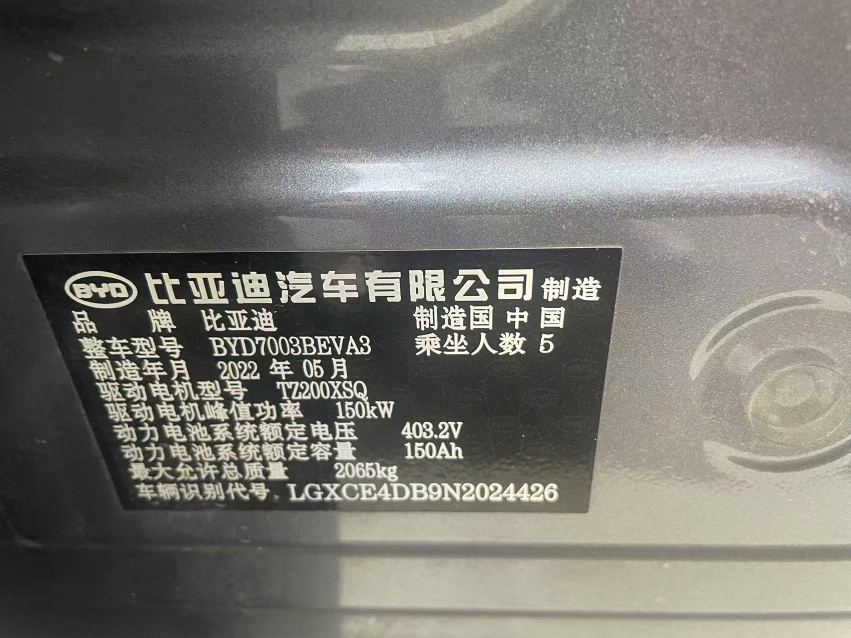 BYD 比亚迪汽车有限公司 制造
品 牌 比亚迪 制造国 中国
整车型号 BYD7003BEVA3 乘坐人数 5
制造年月 2022 年 05 月
驱动电机型号 TZ200XSQ
驱动电机峰值功率 150kW
动力电池系统额定电压 403.2V
动力电池系统额定容量 150Ah
最大允许总质量 2065kg
车辆识别代号 LGXCE4DB9N2024426